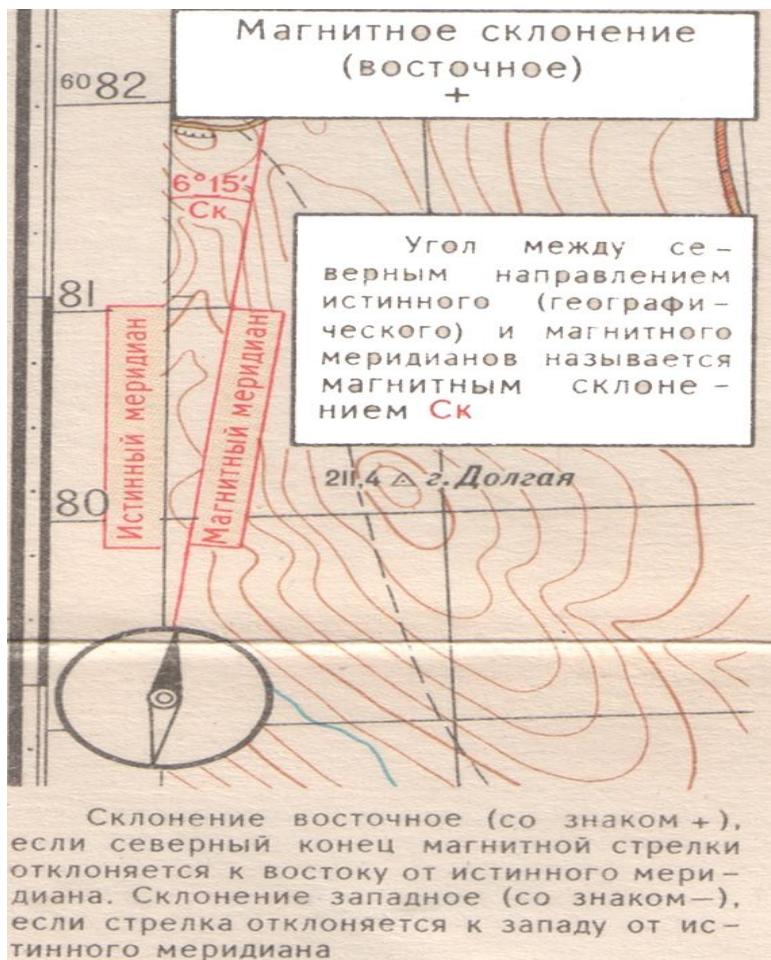 Магнитное склонение
(восточное)
+
6082
6°15′
Ск
Угол между се-
верным направлением
истинного (географи-
ческого) и магнитного
меридианов называется
магнитным склоне-
нием Ск
81
Истинный меридиан
Магнитный меридиан
211,4 г. Долгая
80
Склонение восточное (со знаком +),
если северный конец магнитной стрелки
отклоняется к востоку от истинного мери-
диана. Склонение западное (со знаком —),
если стрелка отклоняется к западу от ис-
тинного меридиана